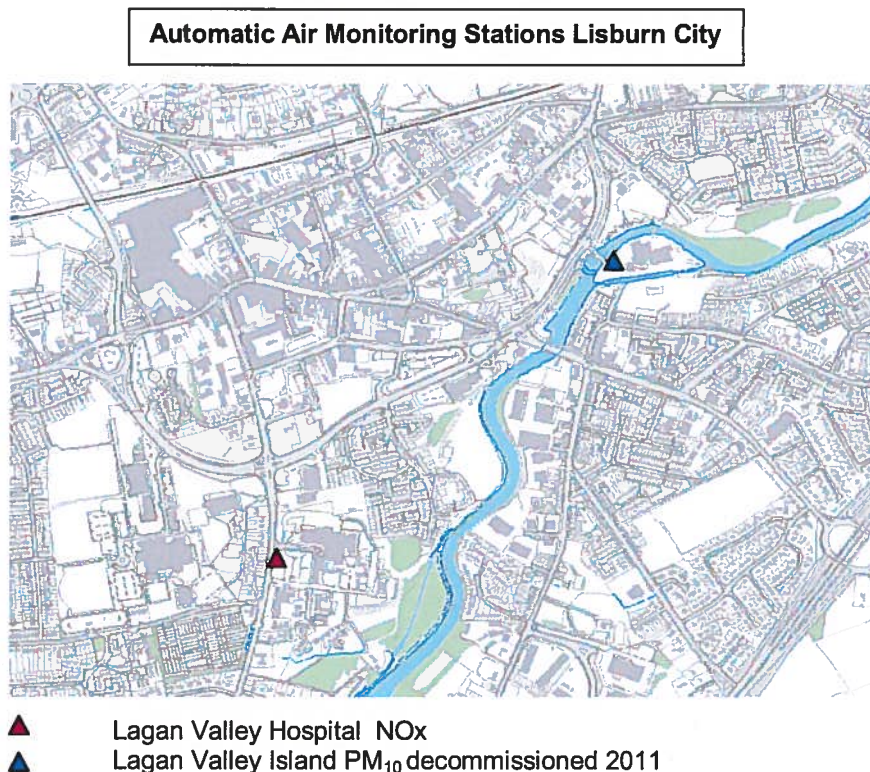 Automatic Air Monitoring Stations Lisburn City
Lagan Valley Hospital NOx
Lagan Valley Island PM₁₀ decommissioned 2011